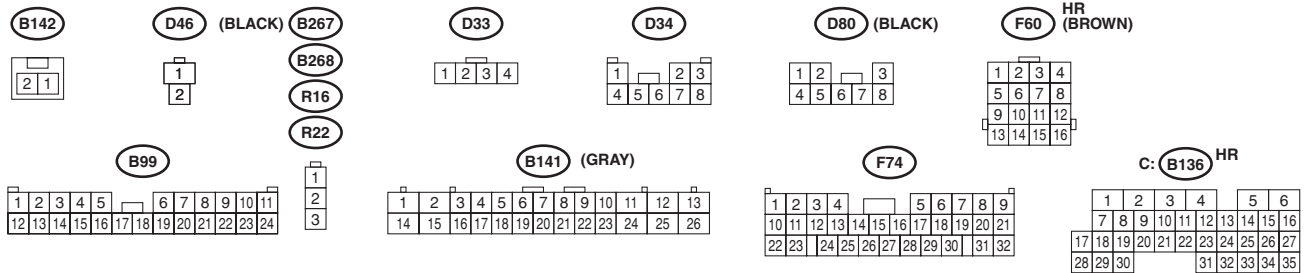 B142
D46 (BLACK)
B267
B268
R16
R22
D33
D34
D80 (BLACK)
F60 HR (BROWN)
2 1
1
2
1 2 3 4
1 2 3
4 5 6 7 8
1 2 3
4 5 6 7 8
1 2 3 4
5 6 7 8
9 10 11 12
13 14 15 16
B99
1 2 3 4 5 6 7 8 9 10 11
12 13 14 15 16 17 18 19 20 21 22 23 24
1
2
3
B141 (GRAY)
1 2 3 4 5 6 7 8 9 10 11 12 13
14 15 16 17 18 19 20 21 22 23 24 25 26
F74
1 2 3 4 5 6 7 8 9
10 11 12 13 14 15 16 17 18 19 20 21
22 23 24 25 26 27 28 29 30 31 32
C: B136 HR
1 2 3 4 5 6
7 8 9 10 11 12 13 14 15 16
17 18 19 20 21 22 23 24 25 26 27
28 29 30 31 32 33 34 35